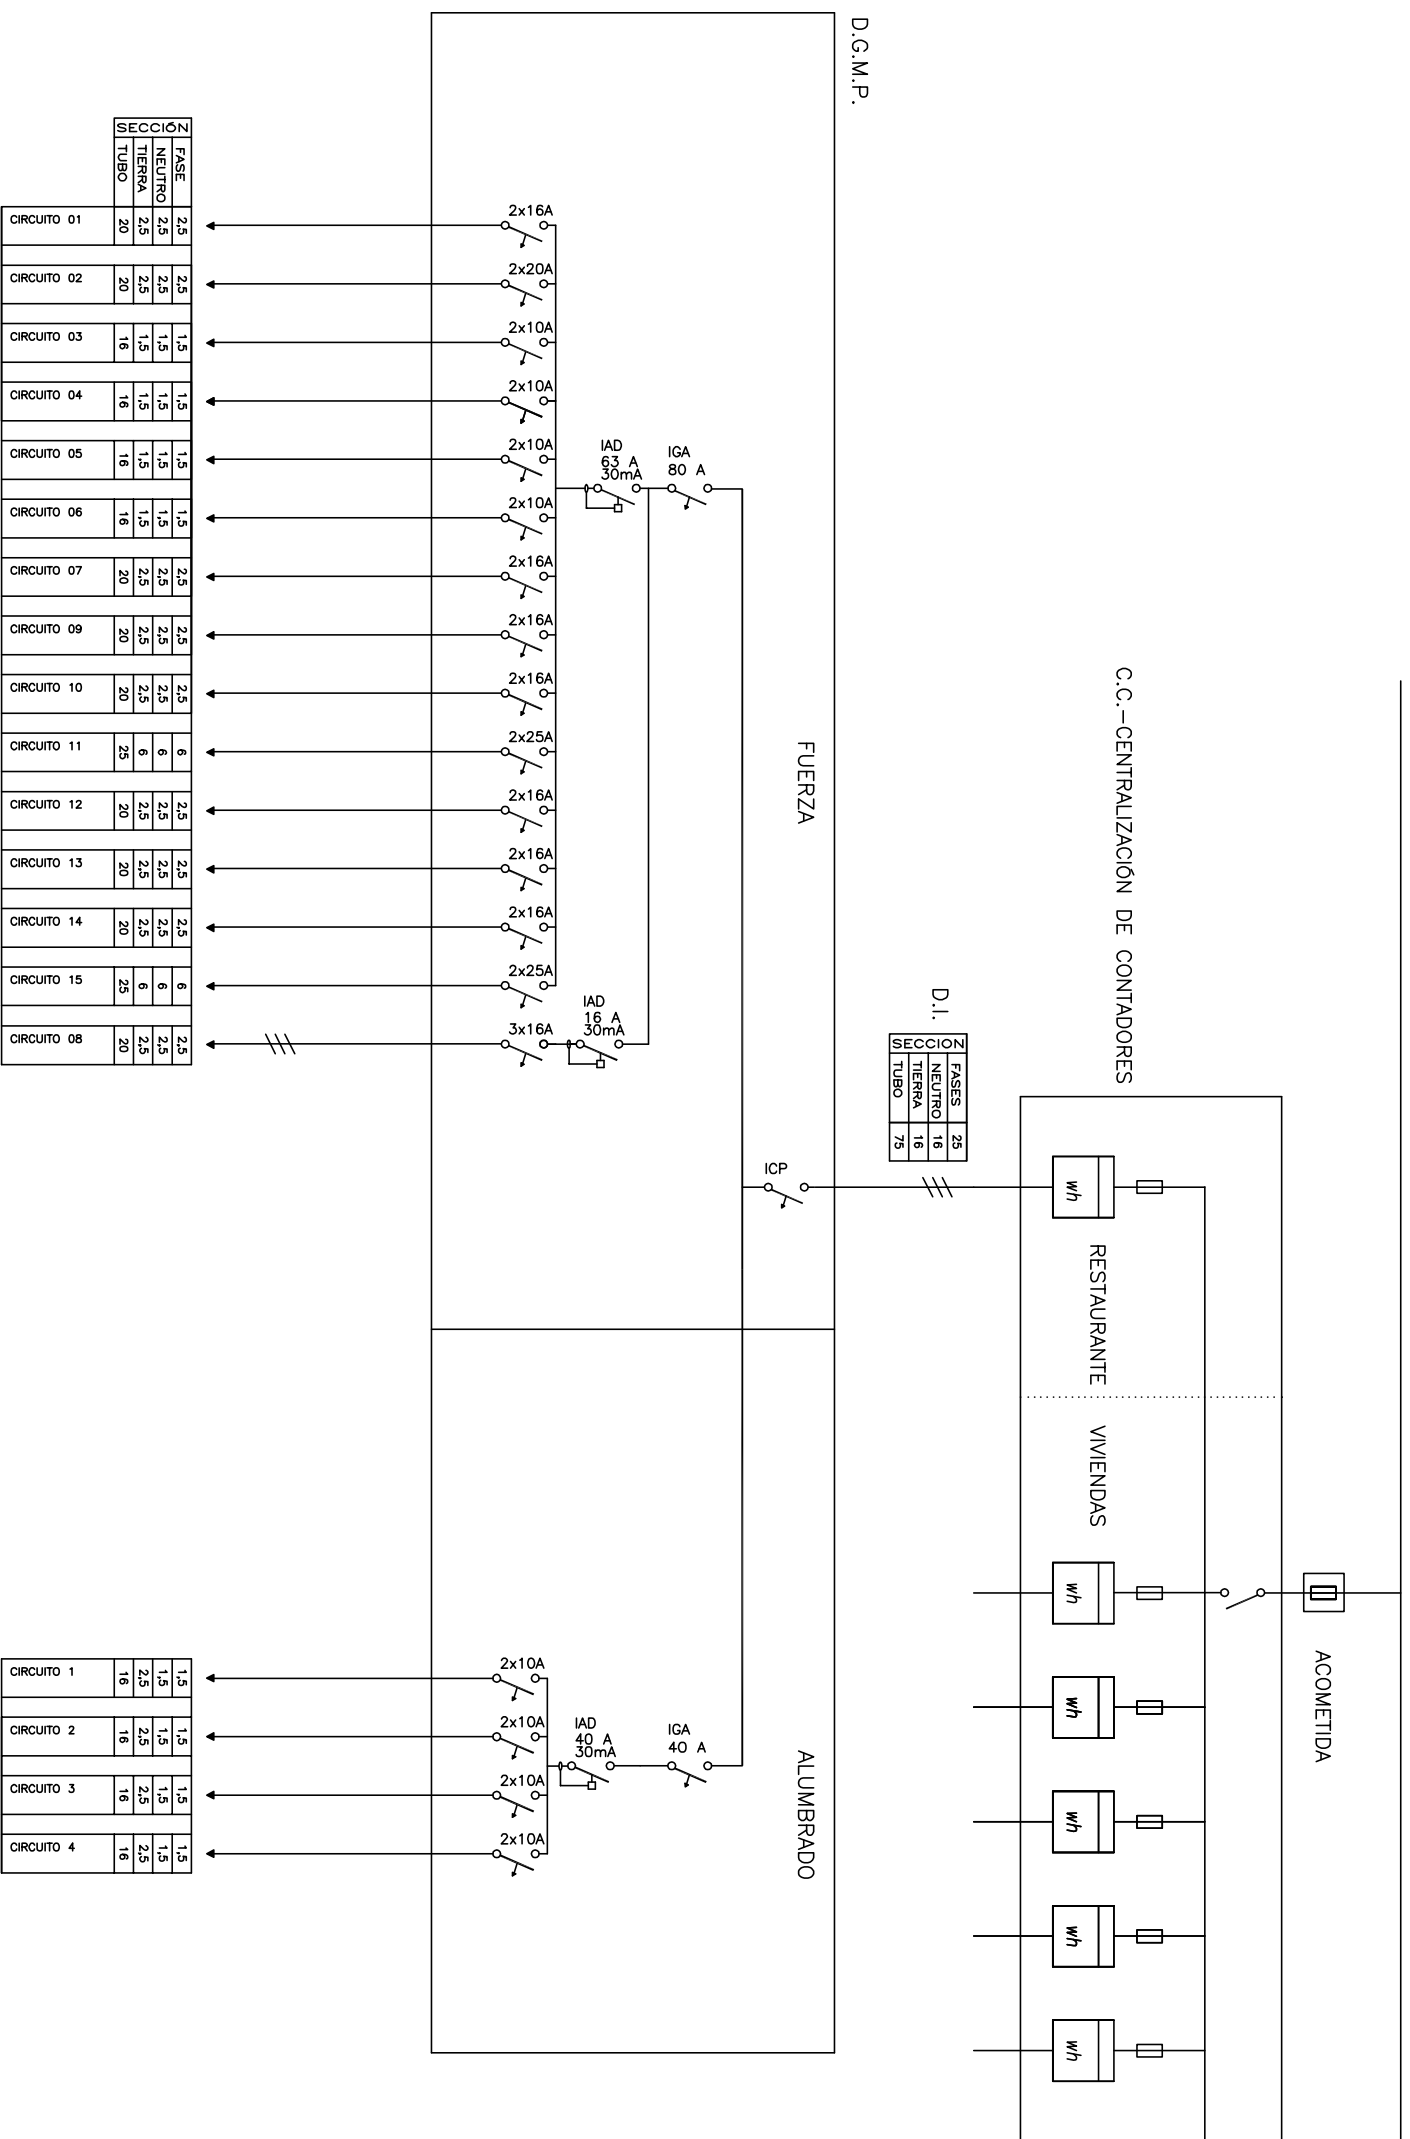 D.G.M.P.
C.C.-CENTRALIZACIÓN DE CONTADORES
ACOMETIDA
RESTAURANTE
VIVIENDAS
wh
wh
wh
wh
wh
wh
D.I.
SECCION
FASES 25
NEUTRO 16
TIERRA 16
TUBO 75
ICP
FUERZA
ALUMBRADO
IGA
80 A
IAD
63 A
30mA
IAD
16 A
30mA
IGA
40 A
IAD
40 A
30mA
2x16A
2x20A
2x10A
2x10A
2x10A
2x10A
2x16A
2x16A
2x16A
2x25A
2x16A
2x16A
2x16A
2x25A
3x16A
2x10A
2x10A
2x10A
2x10A
SECCIÓN
FASE 2,5 2,5 1,5 1,5 1,5 1,5 2,5 2,5 2,5 6 2,5 2,5 2,5 6 2,5 1,5 1,5 1,5 1,5
NEUTRO 2,5 2,5 1,5 1,5 1,5 1,5 2,5 2,5 2,5 6 2,5 2,5 2,5 6 2,5 1,5 1,5 1,5 1,5
TIERRA 2,5 2,5 1,5 1,5 1,5 1,5 2,5 2,5 2,5 6 2,5 2,5 2,5 6 2,5 2,5 2,5 2,5 2,5
TUBO 20 20 16 16 16 16 20 20 20 25 20 20 20 25 20 16 16 16 16
CIRCUITO 01
CIRCUITO 02
CIRCUITO 03
CIRCUITO 04
CIRCUITO 05
CIRCUITO 06
CIRCUITO 07
CIRCUITO 09
CIRCUITO 10
CIRCUITO 11
CIRCUITO 12
CIRCUITO 13
CIRCUITO 14
CIRCUITO 15
CIRCUITO 08
CIRCUITO 1
CIRCUITO 2
CIRCUITO 3
CIRCUITO 4